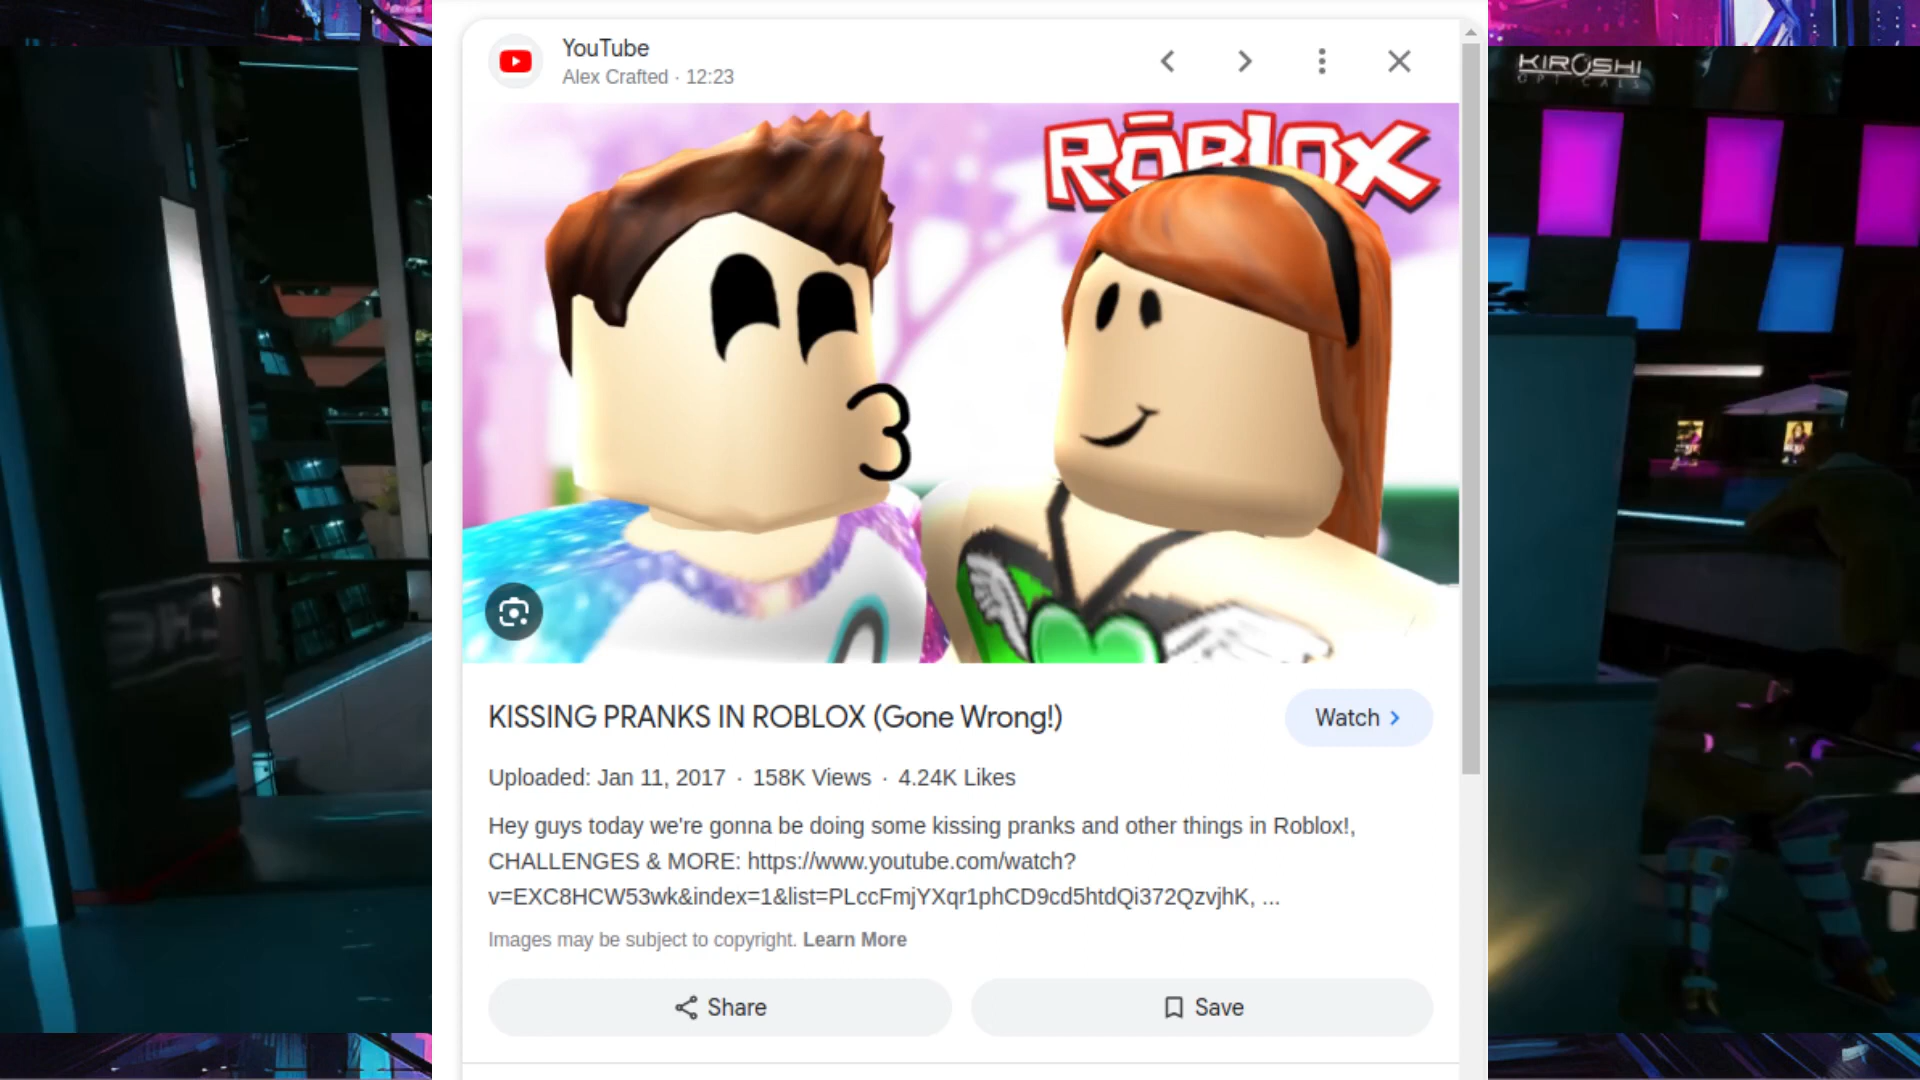 YouTube
Alex Crafted · 12:23
KIROSHI
OPTICALS
ROBLOX
KISSING PRANKS IN ROBLOX (Gone Wrong!)
Watch
Uploaded: Jan 11, 2017 · 158K Views · 4.24K Likes
Hey guys today we're gonna be doing some kissing pranks and other things in Roblox!,
CHALLENGES & MORE: https://www.youtube.com/watch?
v=EXC8HCW53wk&index=1&list=PLccFmjYXqr1phCD9cd5htdQi372QzvjhK, ...
Images may be subject to copyright. Learn More
Share
Save